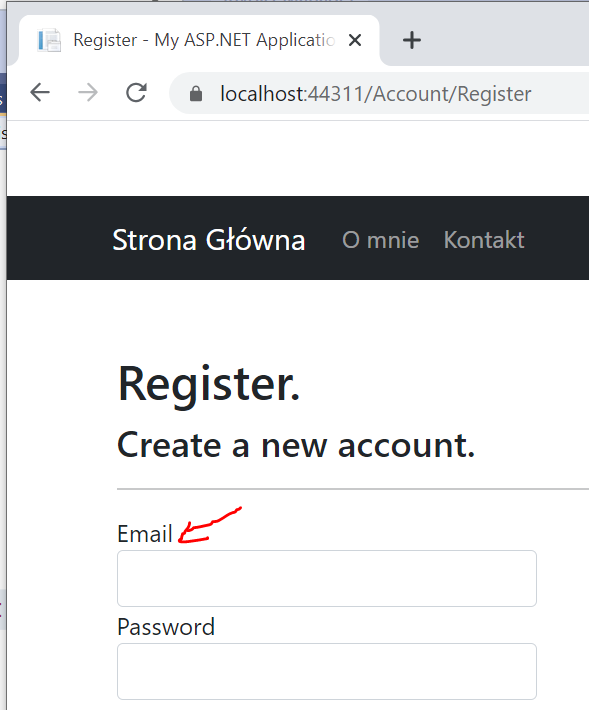 Register - My ASP.NET Applicatio
localhost:44311/Account/Register
Strona Główna O mnie Kontakt
Register.
Create a new account.
Email
Password